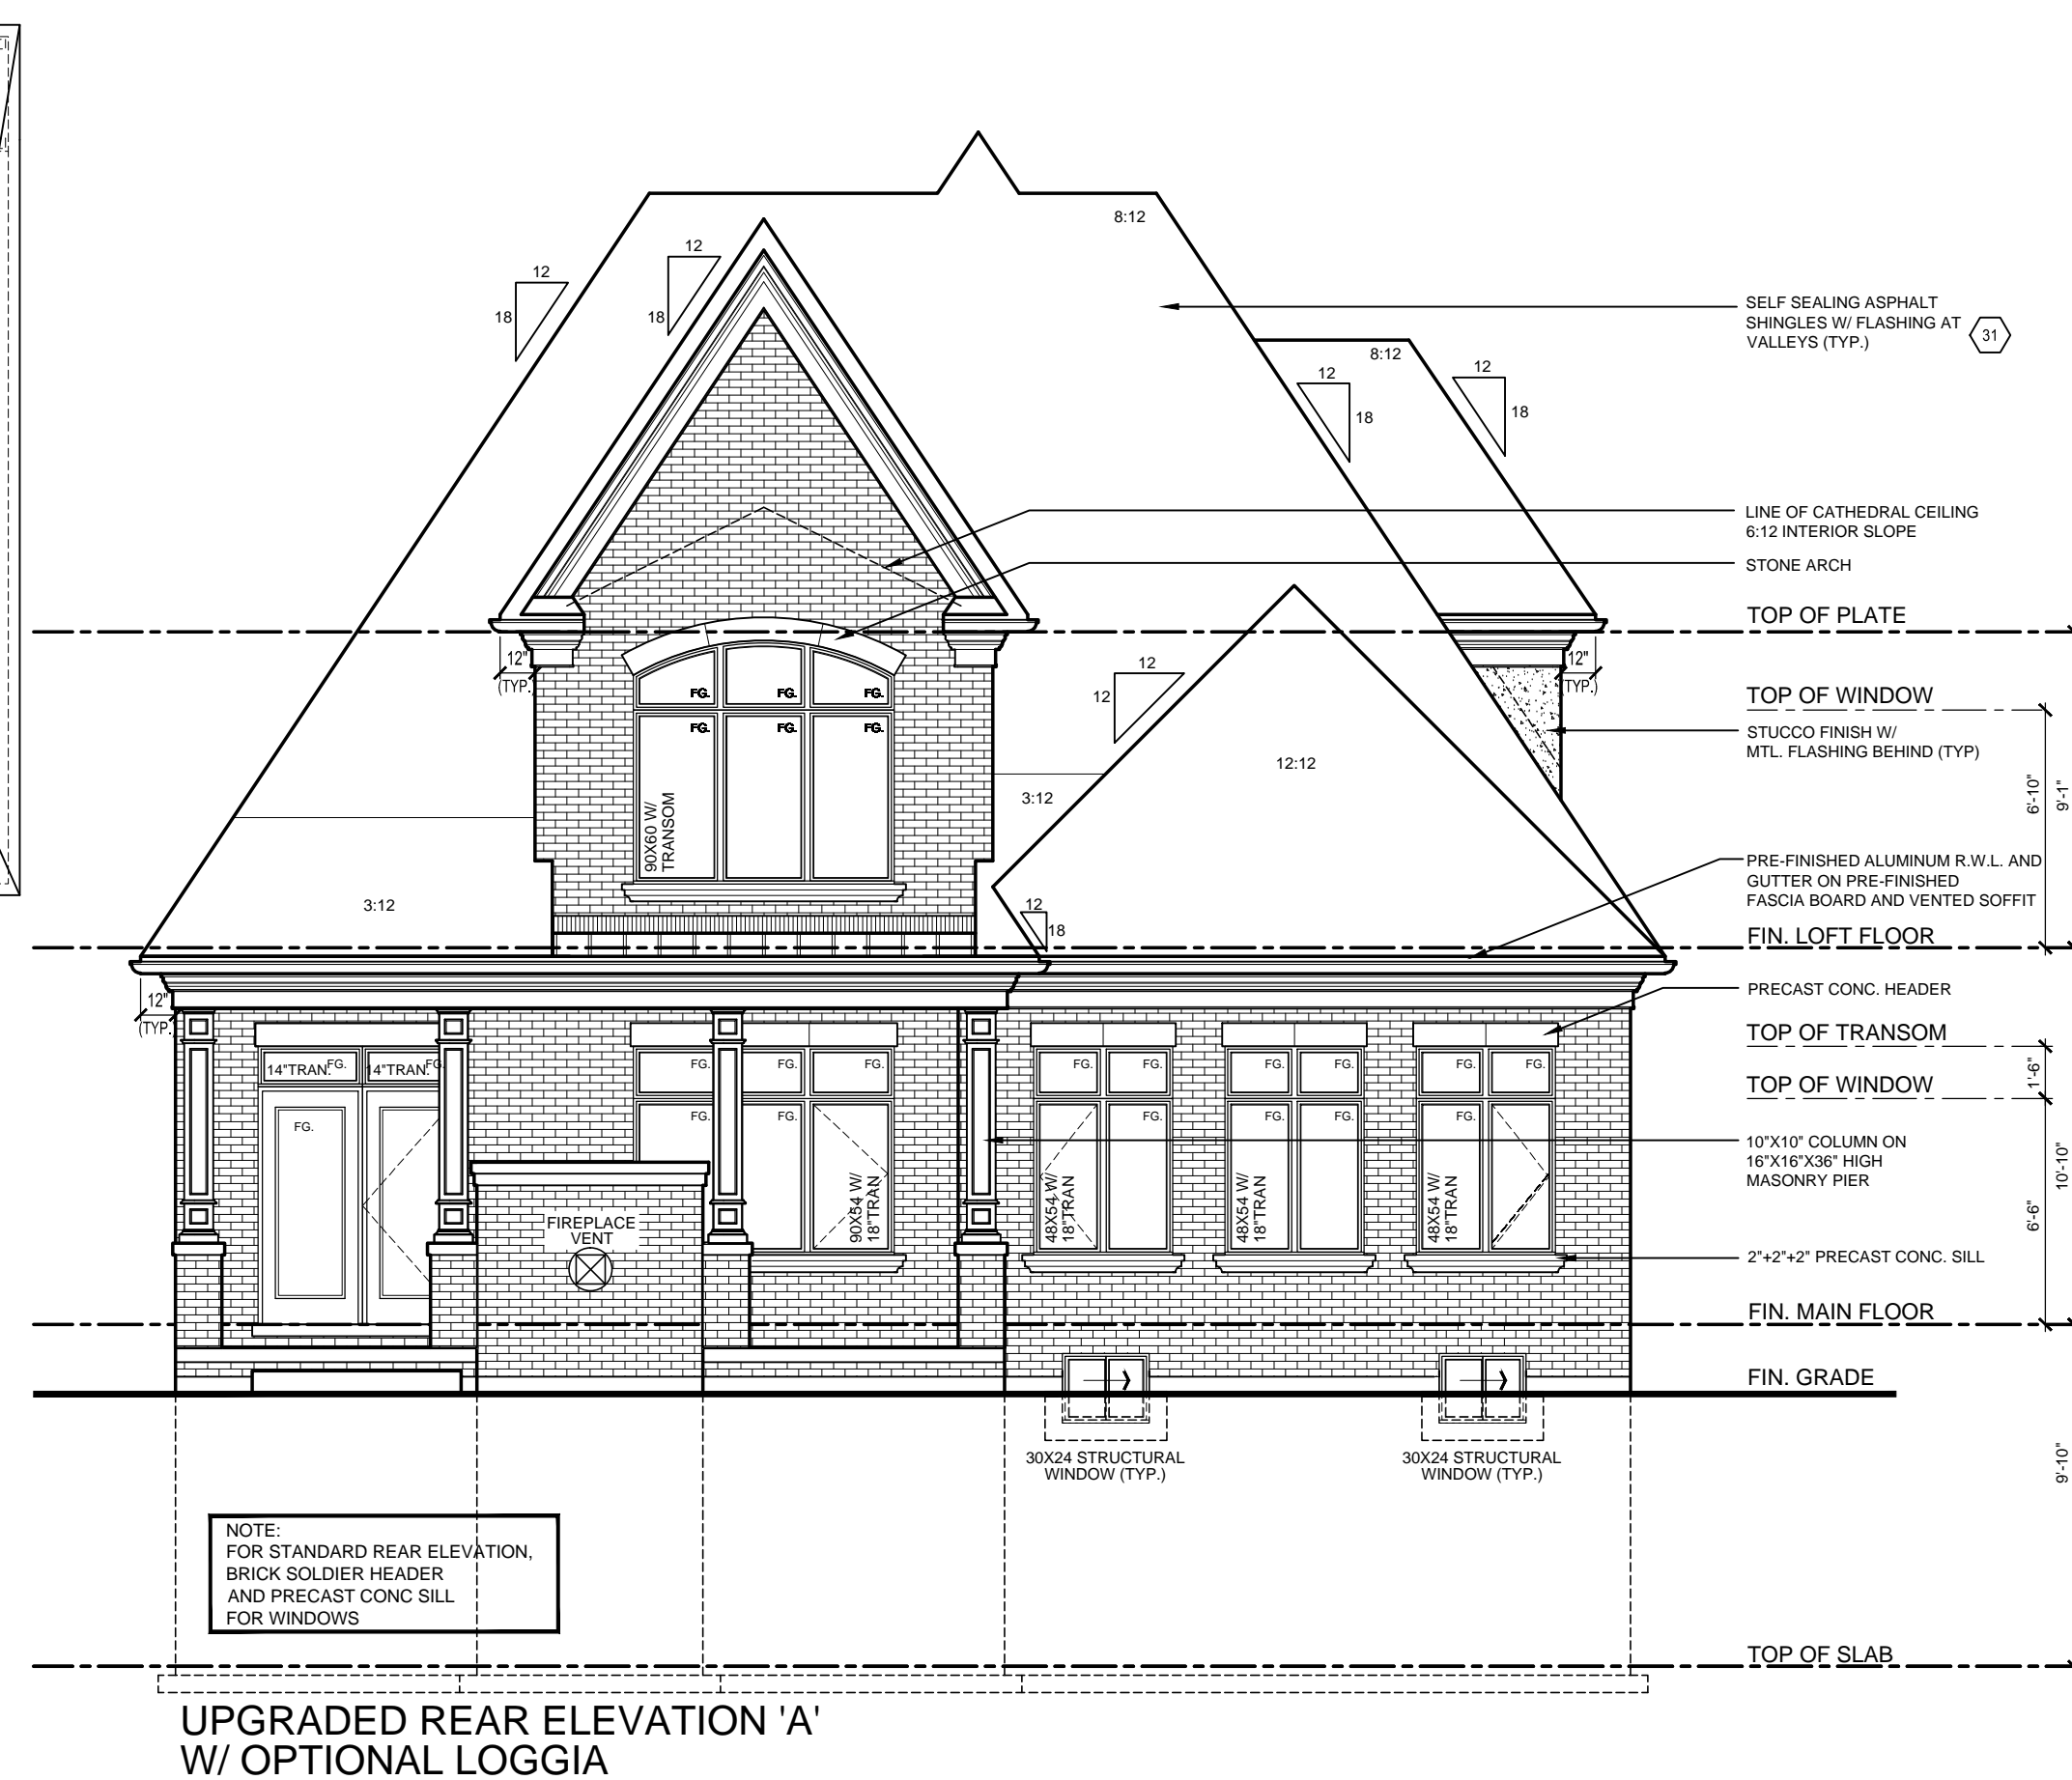 8:12
12
18
12
18
8:12
12
18
12
18
SELF SEALING ASPHALT
SHINGLES W/ FLASHING AT
VALLEYS (TYP.)
31
LINE OF CATHEDRAL CEILING
6:12 INTERIOR SLOPE
STONE ARCH
TOP OF PLATE
12"
(TYP.)
12"
(TYP.)
TOP OF WINDOW
STUCCO FINISH W/
MTL. FLASHING BEHIND (TYP)
12
12
FG. FG. FG.
FG. FG. FG.
90X60 W/
TRANSOM
12:12
3:12
3:12
6'-10"
9'-1"
PRE-FINISHED ALUMINUM R.W.L. AND
GUTTER ON PRE-FINISHED
FASCIA BOARD AND VENTED SOFFIT
12
18
FIN. LOFT FLOOR
12"
(TYP.
PRECAST CONC. HEADER
TOP OF TRANSOM
14"TRAN. FG. 14"TRAN. FG.
FG. FG. FG. FG. FG. FG. FG. FG.
1'-6"
TOP OF WINDOW
FG.
FG. FG. FG. FG. FG.
10"X10" COLUMN ON
16"X16"X36" HIGH
MASONRY PIER
10'-10"
6'-6"
90X54 W/
18"TRAN
48X54 W/
18"TRAN
48X54 W/
18"TRAN
48X54 W/
18"TRAN
FIREPLACE
VENT
2"+2"+2" PRECAST CONC. SILL
FIN. MAIN FLOOR
FIN. GRADE
30X24 STRUCTURAL
WINDOW (TYP.)
30X24 STRUCTURAL
WINDOW (TYP.)
9'-10"
NOTE:
FOR STANDARD REAR ELEVATION,
BRICK SOLDIER HEADER
AND PRECAST CONC SILL
FOR WINDOWS
TOP OF SLAB
UPGRADED REAR ELEVATION 'A'
W/ OPTIONAL LOGGIA